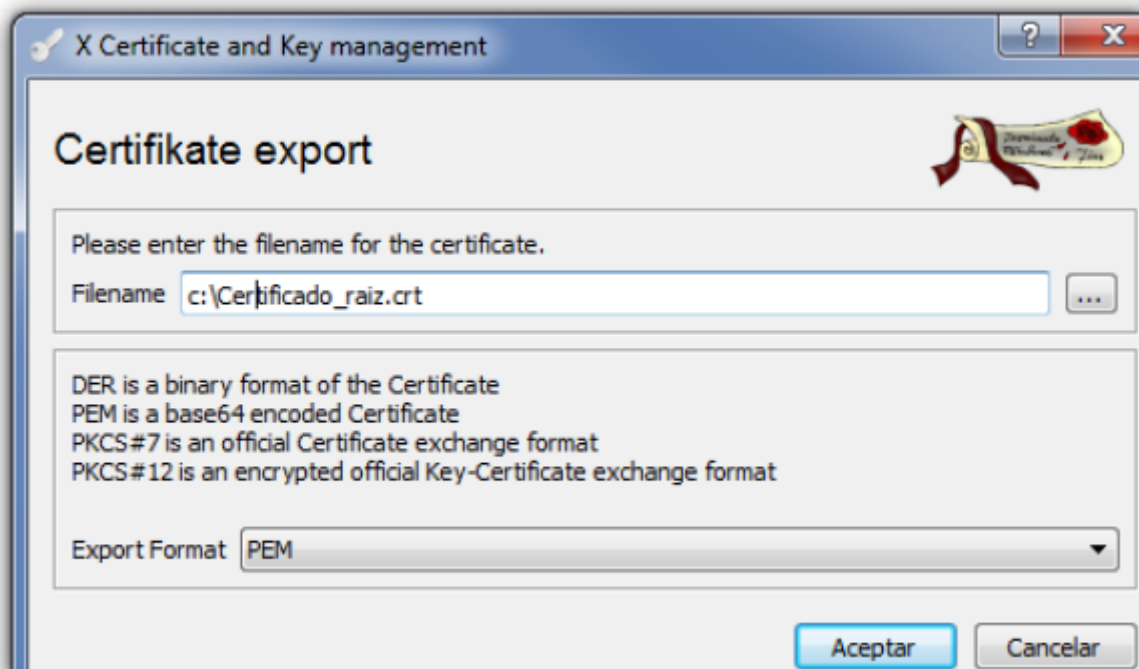 X Certificate and Key management
Certifikate export
Please enter the filename for the certificate.
Filename c:\Certificado_raiz.crt ...
DER is a binary format of the Certificate
PEM is a base64 encoded Certificate
PKCS#7 is an official Certificate exchange format
PKCS#12 is an encrypted official Key-Certificate exchange format
Export Format PEM
Aceptar Cancelar